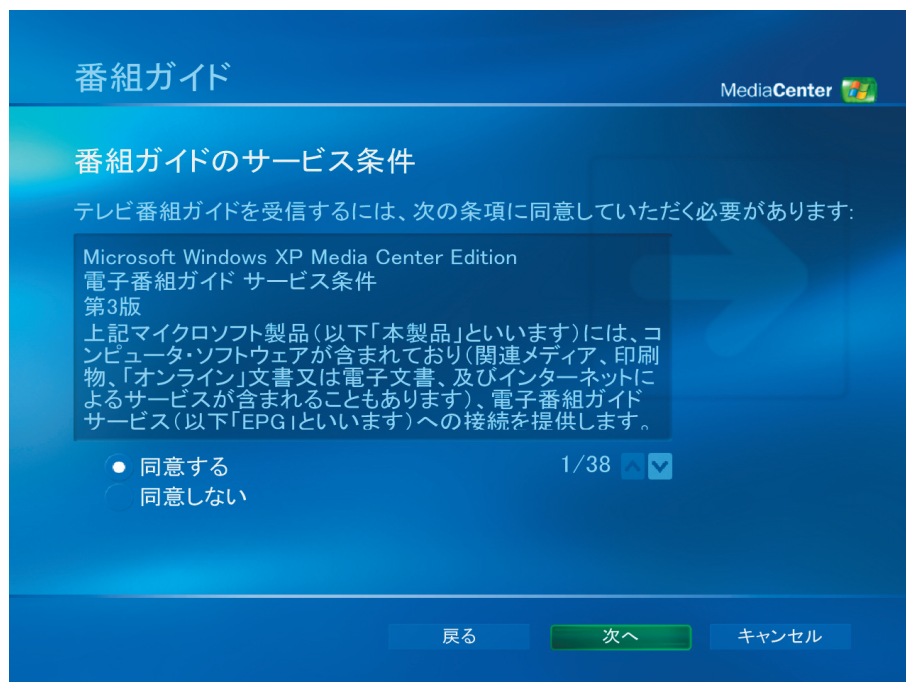 番組ガイド
MediaCenter
番組ガイドのサービス条件
テレビ番組ガイドを受信するには、次の条項に同意していただく必要があります:
Microsoft Windows XP Media Center Edition
電子番組ガイド サービス条件
第3版
上記マイクロソフト製品(以下「本製品」といいます)には、コ
ンピュータ・ソフトウェアが含まれており(関連メディア、印刷
物、「オンライン」文書又は電子文書、及びインターネットに
よるサービスが含まれることもあります)、電子番組ガイド
サービス(以下「EPG」といいます)への接続を提供します。
同意する
1/38
同意しない
戻る
次へ
キャンセル